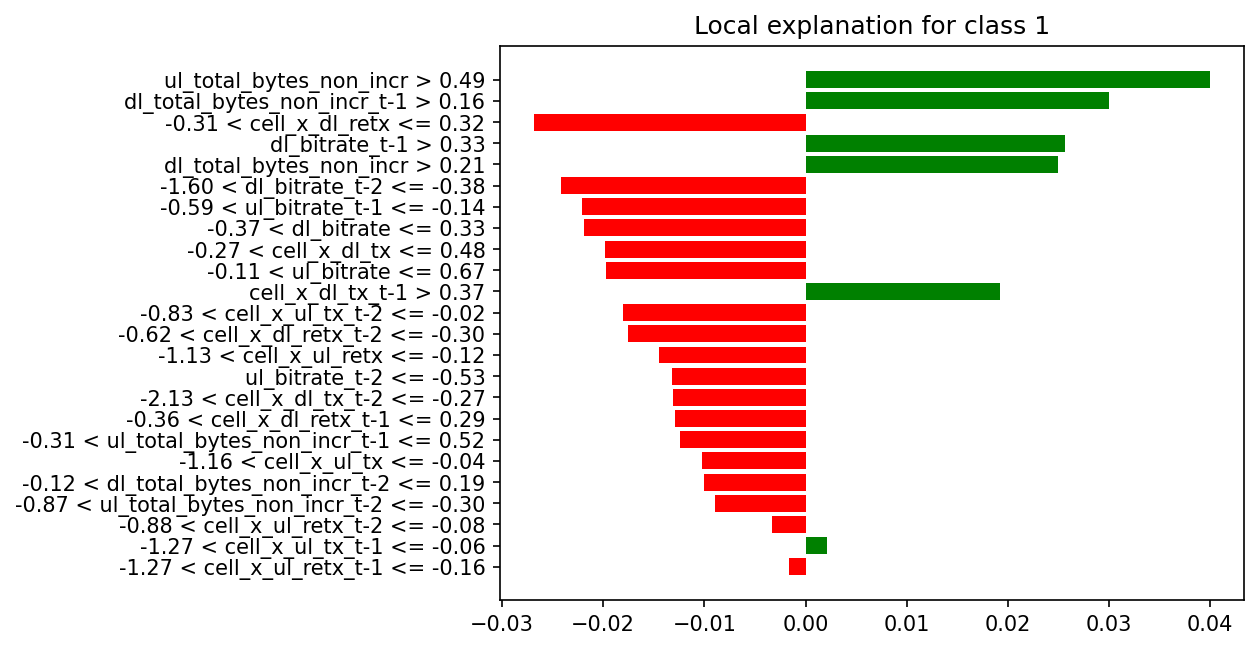 Local explanation for class 1
ul_total_bytes_non_incr > 0.49
dl_total_bytes_non_incr_t-1 > 0.16
-0.31 < cell_x_dl_retx <= 0.32
dl_bitrate_t-1 > 0.33
dl_total_bytes_non_incr > 0.21
-1.60 < dl_bitrate_t-2 <= -0.38
-0.59 < ul_bitrate_t-1 <= -0.14
-0.37 < dl_bitrate <= 0.33
-0.27 < cell_x_dl_tx <= 0.48
-0.11 < ul_bitrate <= 0.67
cell_x_dl_tx_t-1 > 0.37
-0.83 < cell_x_ul_tx_t-2 <= -0.02
-0.62 < cell_x_dl_retx_t-2 <= -0.30
-1.13 < cell_x_ul_retx <= -0.12
ul_bitrate_t-2 <= -0.53
-2.13 < cell_x_dl_tx_t-2 <= -0.27
-0.36 < cell_x_dl_retx_t-1 <= 0.29
-0.31 < ul_total_bytes_non_incr_t-1 <= 0.52
-1.16 < cell_x_ul_tx <= -0.04
-0.12 < dl_total_bytes_non_incr_t-2 <= 0.19
-0.87 < ul_total_bytes_non_incr_t-2 <= -0.30
-0.88 < cell_x_ul_retx_t-2 <= -0.08
-1.27 < cell_x_ul_tx_t-1 <= -0.06
-1.27 < cell_x_ul_retx_t-1 <= -0.16
−0.03 −0.02 −0.01 0.00 0.01 0.02 0.03 0.04